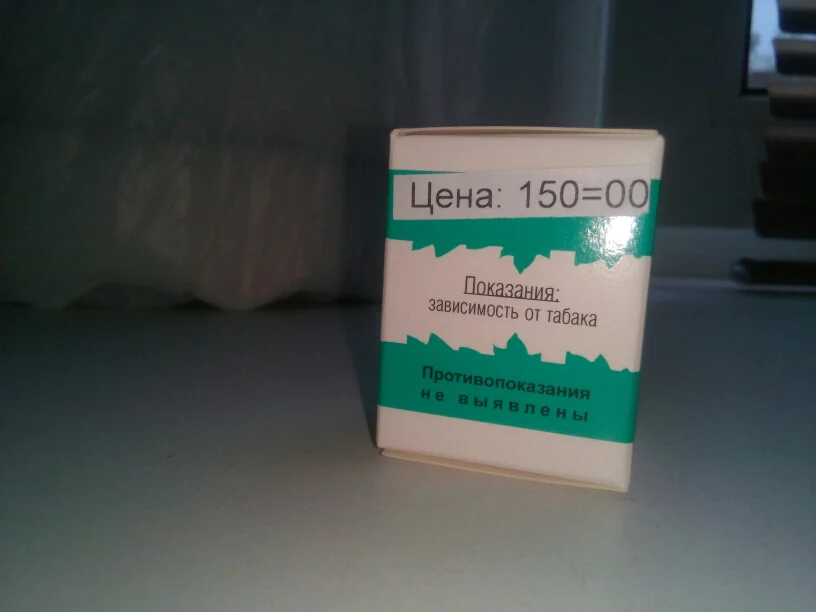 Цена: 150=00
Показания:
зависимость от табака
Противопоказания
не выявлены